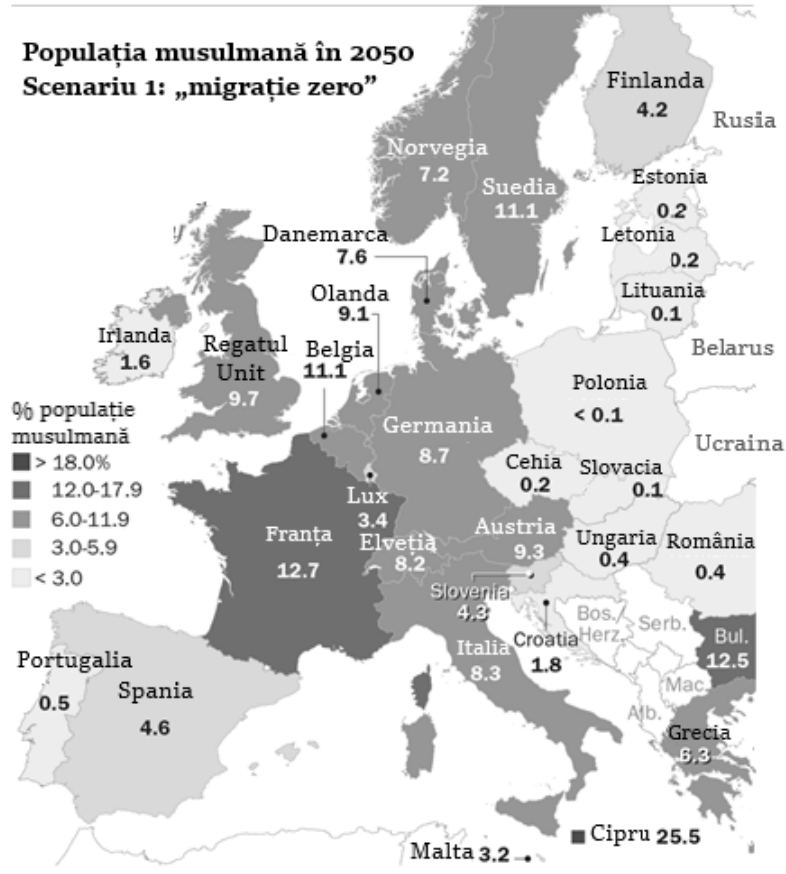 Populația musulmană în 2050
Scenariu 1: „migrație zero”
Finlanda
4.2
Rusia
Norvegia
7.2
Suedia
11.1
Estonia
0.2
Letonia
0.2
Danemarca
7.6
Lituania
0.1
Olanda
9.1
Irlanda
1.6
Regatul
Unit
9.7
Belgia
11.1
Belarus
Polonia
< 0.1
Germania
8.7
Ucraina
% populație
musulmană
> 18.0%
12.0-17.9
6.0-11.9
3.0-5.9
< 3.0
Cehia
0.2
Slovacia
0.1
Lux
3.4
Franța
12.7
Elveția
8.2
Austria
9.3
Ungaria
0.4
România
0.4
Slovenia
4.3
Croatia
1.8
Bos./
Herz.
Serb.
Bul.
12.5
Italia
8.3
Portugalia
0.5
Spania
4.6
Mac.
Alb.
Grecia
6.3
Cipru 25.5
Malta 3.2